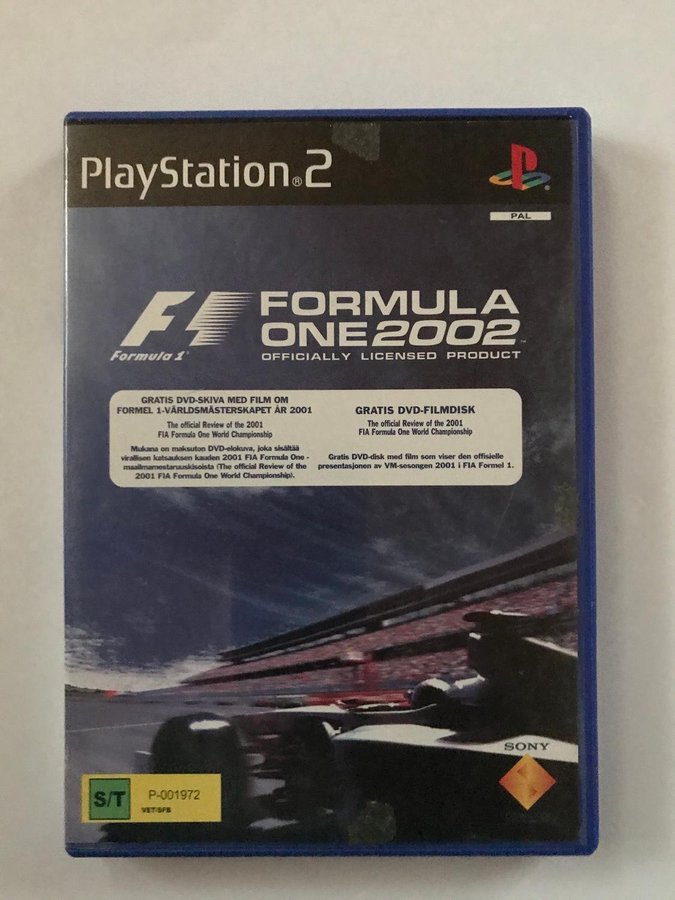 PlayStation®2
PAL
F1 FORMULA
ONE 2002™
Formula 1®
OFFICIALLY LICENSED PRODUCT
GRATIS DVD-SKIVA MED FILM OM
FORMEL 1-VÄRLDSMÄSTERSKAPET ÅR 2001
The official Review of the 2001
FIA Formula One World Championship
Mukana on maksuton DVD-elokuva, joka sisältää
virallisen katsauksen kauden 2001 FIA Formula One -
maailmamestaruuskisoista (The official Review of the
2001 FIA Formula One World Championship).
GRATIS DVD-FILMDISK
The official Review of the 2001
FIA Formula One World Championship
Gratis DVD-disk med film som viser den offisielle
presentasjonen av VM-sesongen 2001 i FIA Formel 1.
SONY
S/T
P-001972
VET/SFB